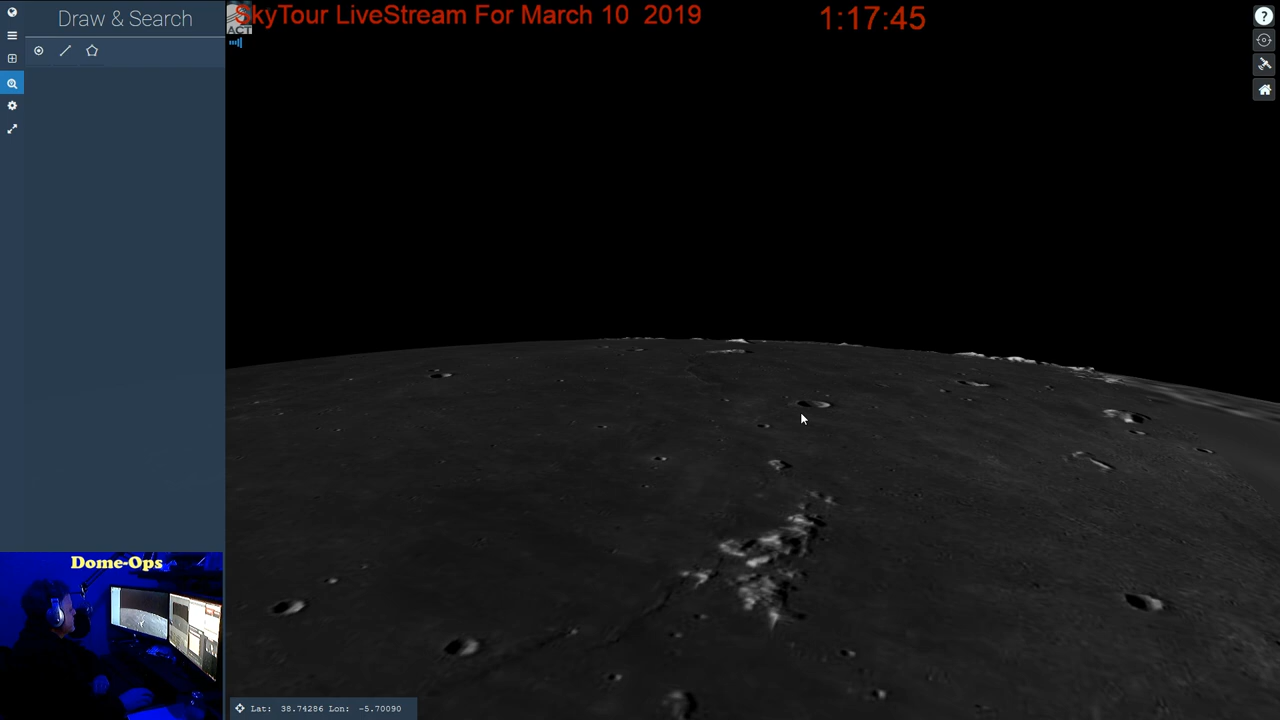 Draw & Search
SkyTour LiveStream For March 10 2019
1:17:45
ACT
Dome-Ops
Lat: 38.74286 Lon: -5.70090